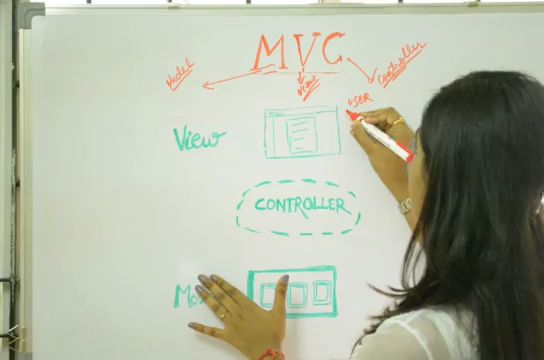 MVC
Model
View
Controller
USER
View
CONTROLLER